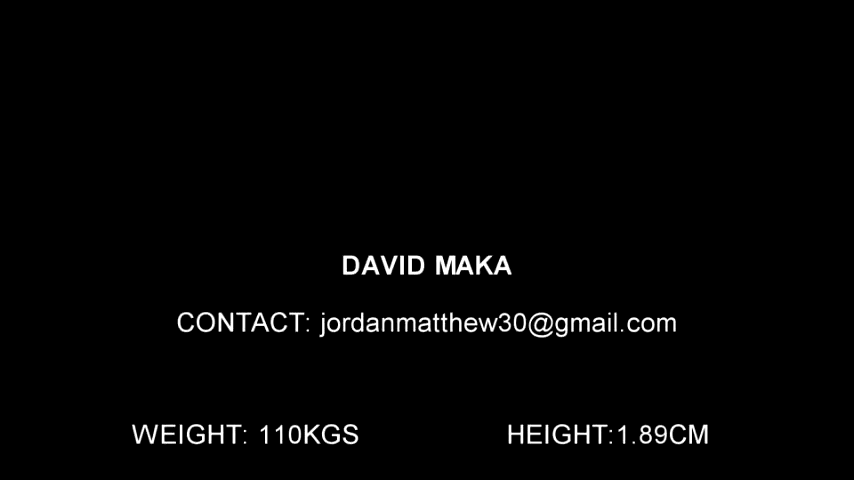 DAVID MAKA
CONTACT: jordanmatthew30@gmail.com
WEIGHT: 110KGS HEIGHT:1.89CM